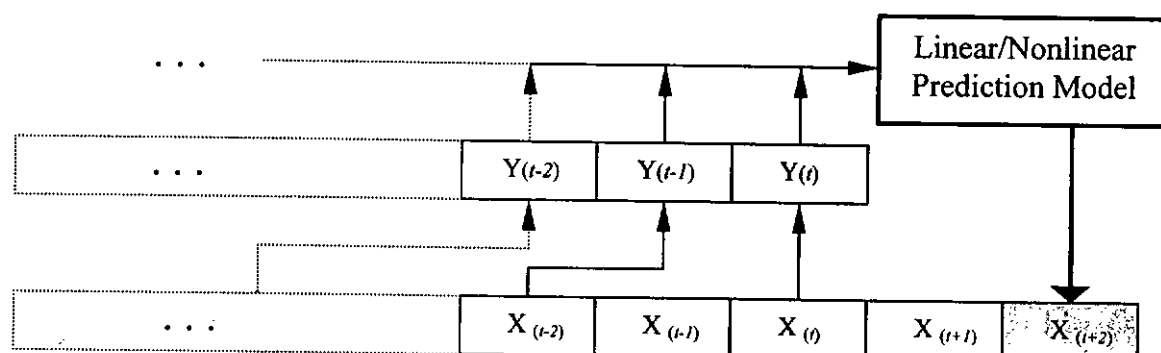 Linear/Nonlinear
Prediction Model
. . .
. . . Y(t-2) Y(t-1) Y(t)
. . . X (t-2) X (t-1) X (t) X (t+1) X (t+2)